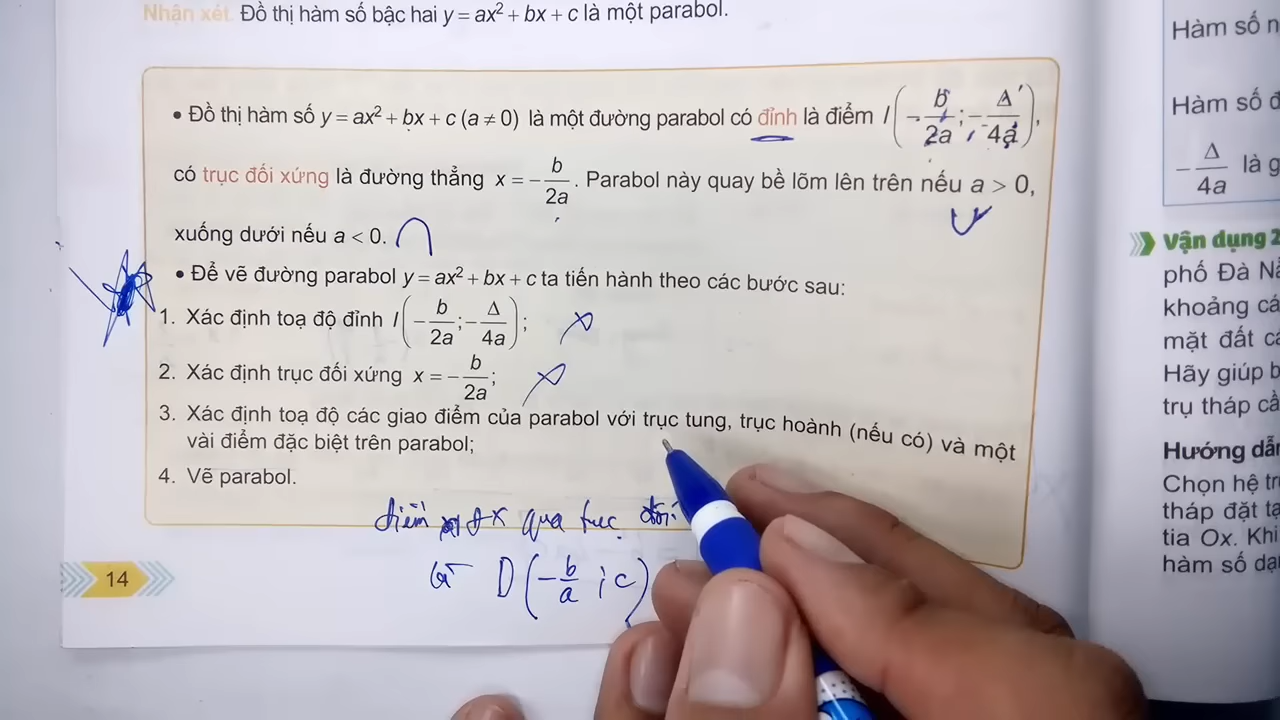 Nhận xét. Đồ thị hàm số bậc hai y = ax² + bx + c là một parabol.
• Đồ thị hàm số y = ax² + bx + c (a ≠ 0) là một đường parabol có đỉnh là điểm I(-b/2a; -Δ/4a),
có trục đối xứng là đường thẳng x = -b/2a. Parabol này quay bề lõm lên trên nếu a > 0,
xuống dưới nếu a < 0.
• Để vẽ đường parabol y = ax² + bx + c ta tiến hành theo các bước sau:
1. Xác định toạ độ đỉnh I(-b/2a; -Δ/4a);
2. Xác định trục đối xứng x = -b/2a;
3. Xác định toạ độ các giao điểm của parabol với trục tung, trục hoành (nếu có) và một
vài điểm đặc biệt trên parabol;
4. Vẽ parabol.
điểm đx qua trục đối
D(-b/a; c)
14
Hàm số
Hàm số
-Δ/4a là
Vận dụng 2
phố Đà
khoảng
mặt đất
Hãy giúp
trụ tháp
Hướng
Chọn hệ
tháp đặt
tia Ox. Khi
hàm số